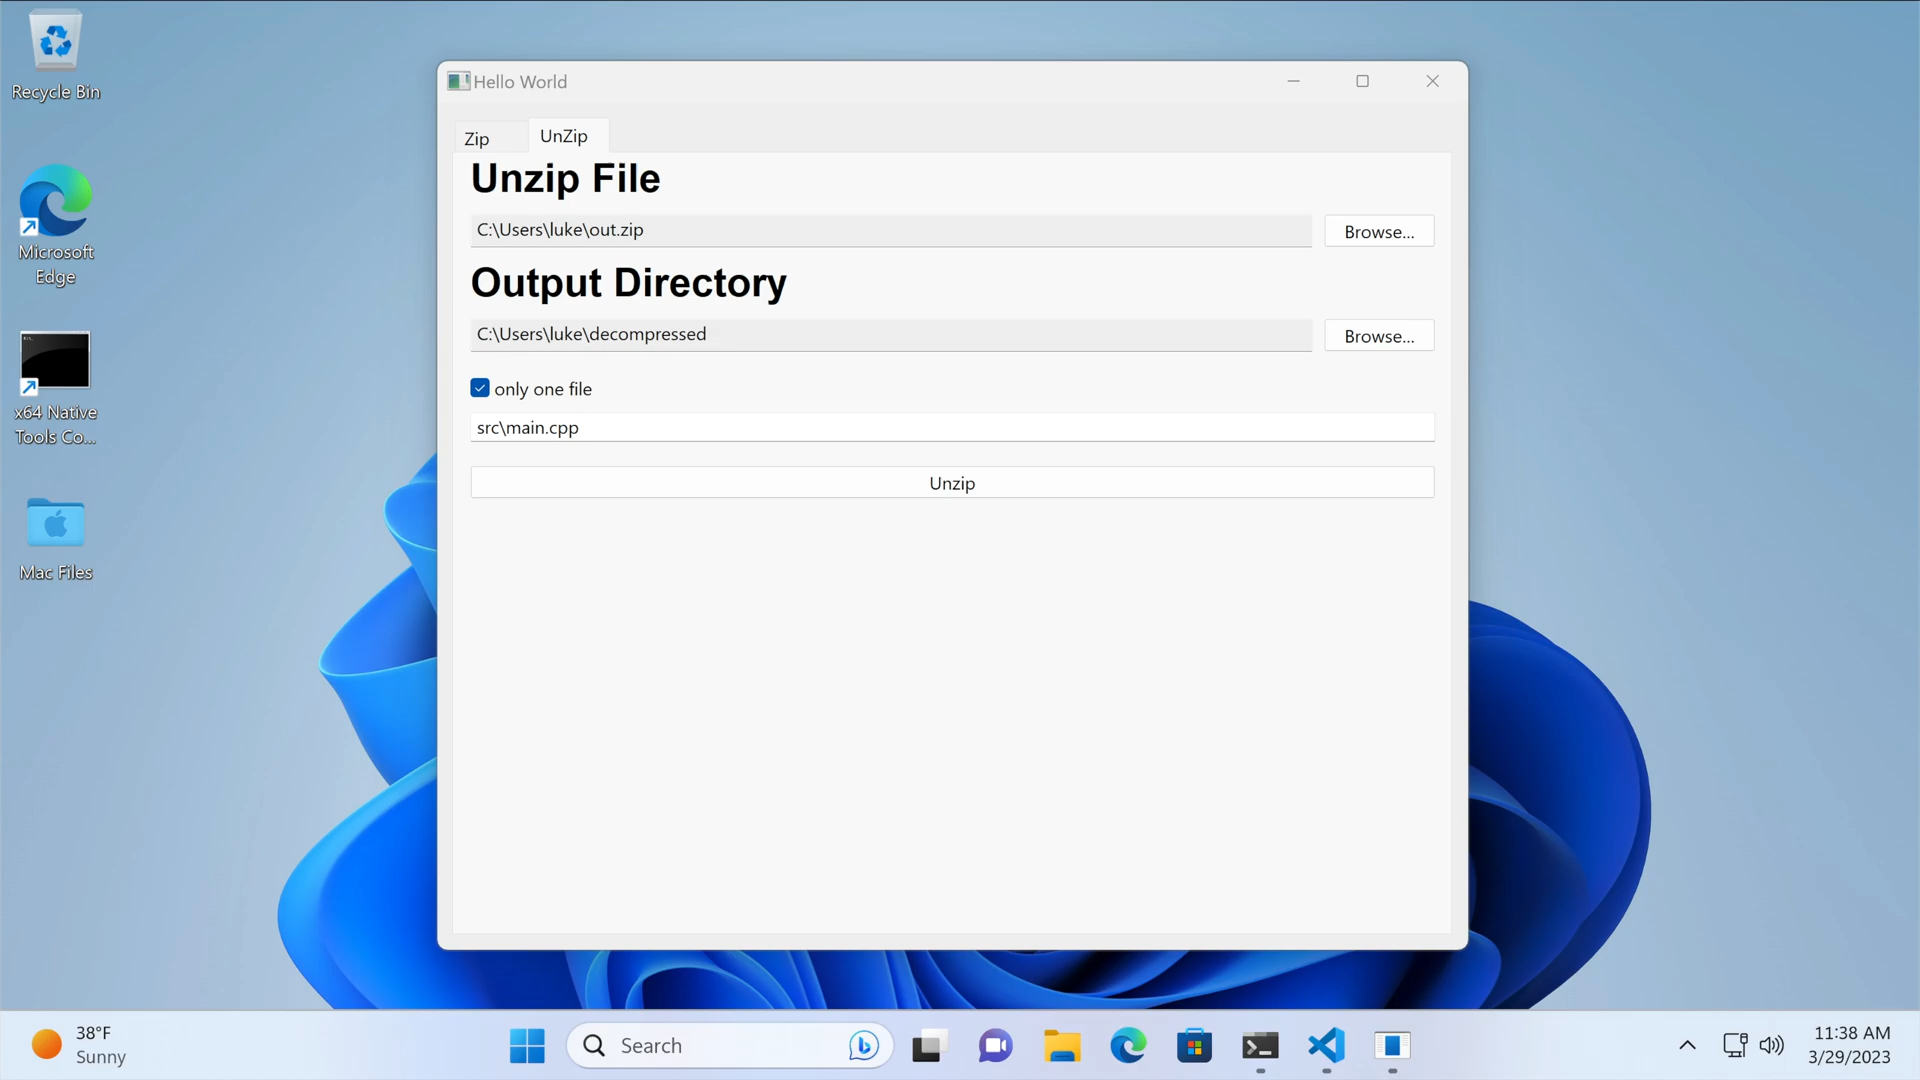 Recycle Bin
Microsoft
Edge
x64 Native
Tools Co...
Mac Files
Hello World
Zip
UnZip
Unzip File
C:\Users\luke\out.zip
Browse...
Output Directory
C:\Users\luke\decompressed
Browse...
only one file
src\main.cpp
Unzip
38°F
Sunny
Search
11:38 AM
3/29/2023